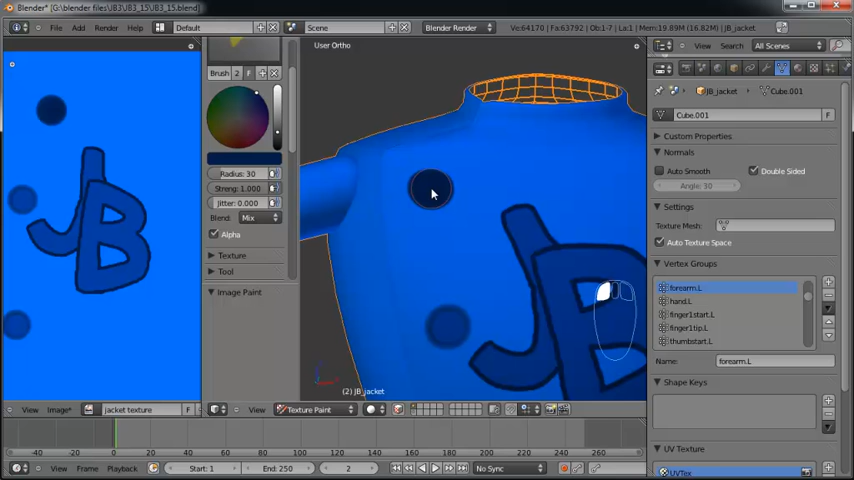 Blender* [G:\blender files\JB3\JB3_15.blend]
File Add Render Window Help Default Scene Blender Render Ve:64170 | Fa:63792 | Ob:1-7 | La:1 | Mem:19.89M (16.82M) | JB_jacket
User Ortho
View Search All Scenes
JB_jacket Cube.001
Brush 2 F
Cube.001 F
Custom Properties
Normals
Auto Smooth Double Sided
Radius: 30
Angle: 30
Streng: 1.000
Jitter: 0.000
Settings
Blend: Mix
Texture Mesh:
Alpha
Auto Texture Space
Texture
Vertex Groups
Tool
forearm.L
Image Paint
hand.L
finger1start.L
finger1tip.L
thumbstart.L
Name: forearm.L
Shape Keys
JB
(2) JB_jacket
View Image* jacket texture F
View Texture Paint
UV Texture
UVTex
-40 -20 0 20 40 60 80 100 120 140 160 180 200 220 240 260 280
View Frame Playback Start: 1 End: 250 2 No Sync